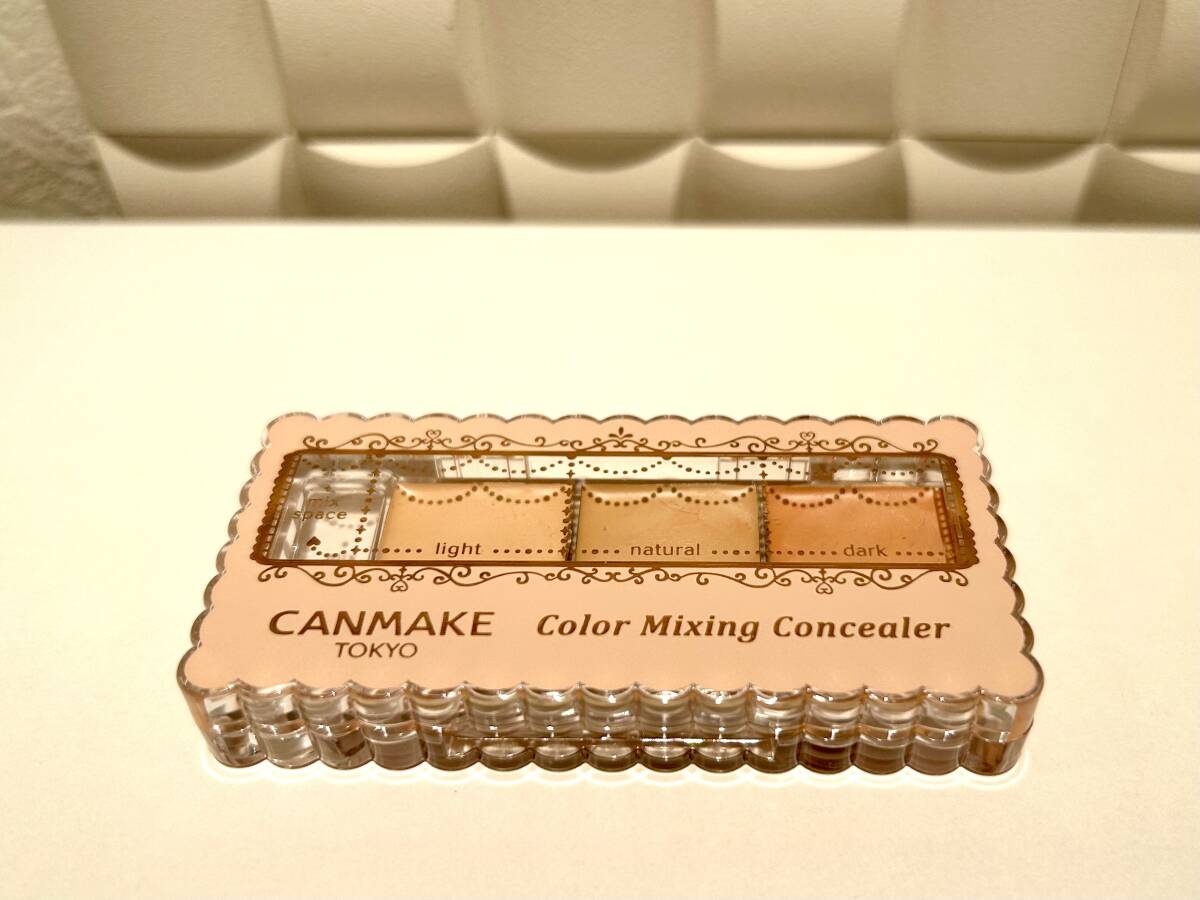 mix
space
light
natural
dark
CANMAKE
TOKYO
Color Mixing Concealer